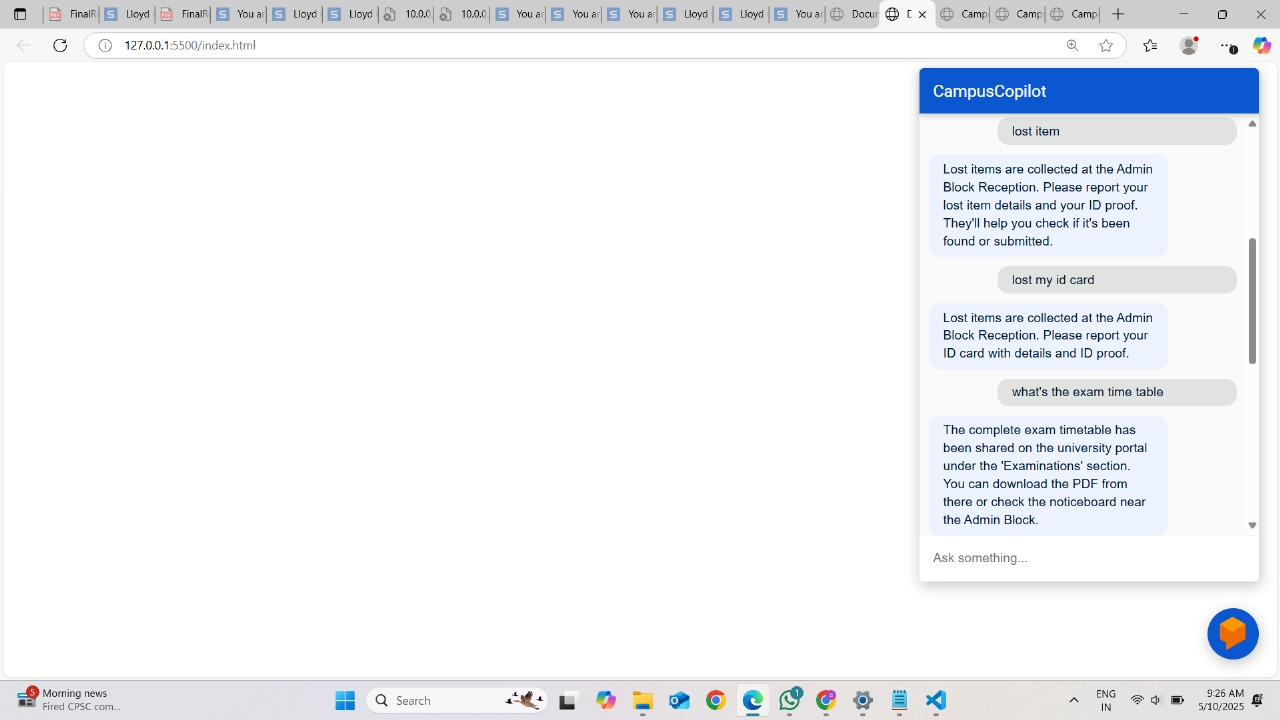 FinalR
Lloyd
FinalR
You ar
Lloyd
Lloyd
10.0.0
10.0.0
You ar
You ar
You ar
Lloyd
Lloyd
You ar
Docu
D
Camp
Camp
Camp
127.0.0.1:5500/index.html
CampusCopilot
lost item
Lost items are collected at the Admin
Block Reception. Please report your
lost item details and your ID proof.
They'll help you check if it's been
found or submitted.
lost my id card
Lost items are collected at the Admin
Block Reception. Please report your
ID card with details and ID proof.
what's the exam time table
The complete exam timetable has
been shared on the university portal
under the 'Examinations' section.
You can download the PDF from
there or check the noticeboard near
the Admin Block.
Ask something...
5
Morning news
Fired CPSC com...
Search
1
ENG
IN
9:26 AM
5/10/2025